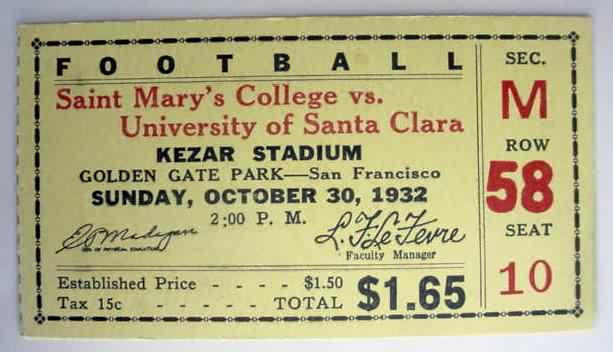 FOOTBALL
Saint Mary's College vs.
University of Santa Clara
KEZAR STADIUM
GOLDEN GATE PARK—San Francisco
SUNDAY, OCTOBER 30, 1932
2:00 P. M.
L. F. LeFevre
Faculty Manager
Established Price - - - - $1.50
Tax 15c - - - - - TOTAL $1.65
SEC.
M
ROW
58
SEAT
10